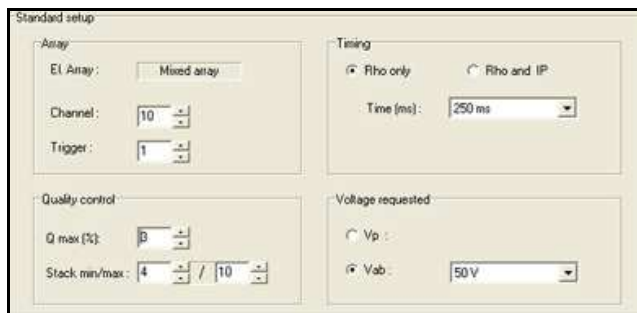 Standard setup
Array
El. Array : Mixed array
Channel : 10
Trigger : 1
Timing
Rho only Rho and IP
Time (ms) : 250 ms
Quality control
Q max (%): 3
Stack min/max : 4 / 10
Voltage requested
Vp :
Vab : 50 V